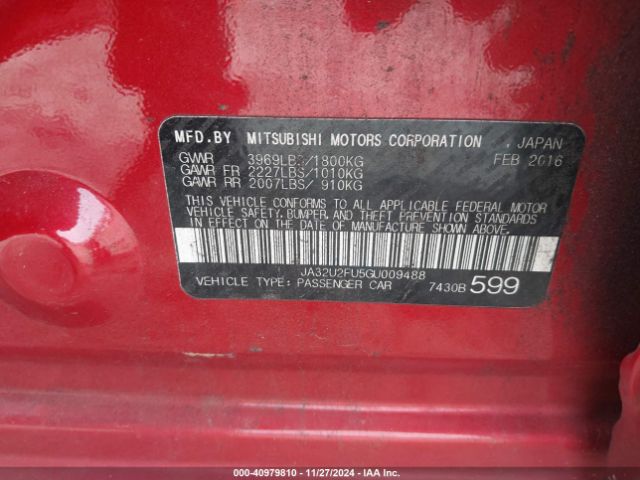 MFD.BY MITSUBISHI MOTORS CORPORATION , JAPAN
GVWR 3969LBS/1800KG FEB 2016
GAWR FR 2227LBS/1010KG
GAWR RR 2007LBS/ 910KG
THIS VEHICLE CONFORMS TO ALL APPLICABLE FEDERAL MOTOR
VEHICLE SAFETY, BUMPER, AND THEFT PREVENTION STANDARDS
IN EFFECT ON THE DATE OF MANUFACTURE SHOWN ABOVE.
JA32U2FU5GU009488
VEHICLE TYPE: PASSENGER CAR 7430B 599
000-40979810 - 11/27/2024 - IAA Inc.